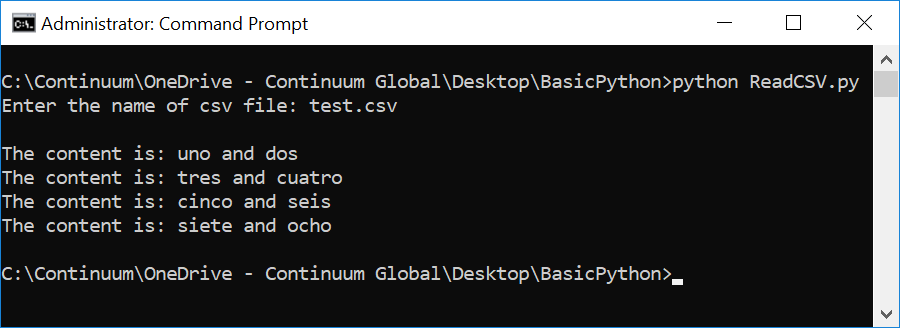 Administrator: Command Prompt
C:\Continuum\OneDrive - Continuum Global\Desktop\BasicPython>python ReadCSV.py
Enter the name of csv file: test.csv
The content is: uno and dos
The content is: tres and cuatro
The content is: cinco and seis
The content is: siete and ocho
C:\Continuum\OneDrive - Continuum Global\Desktop\BasicPython>